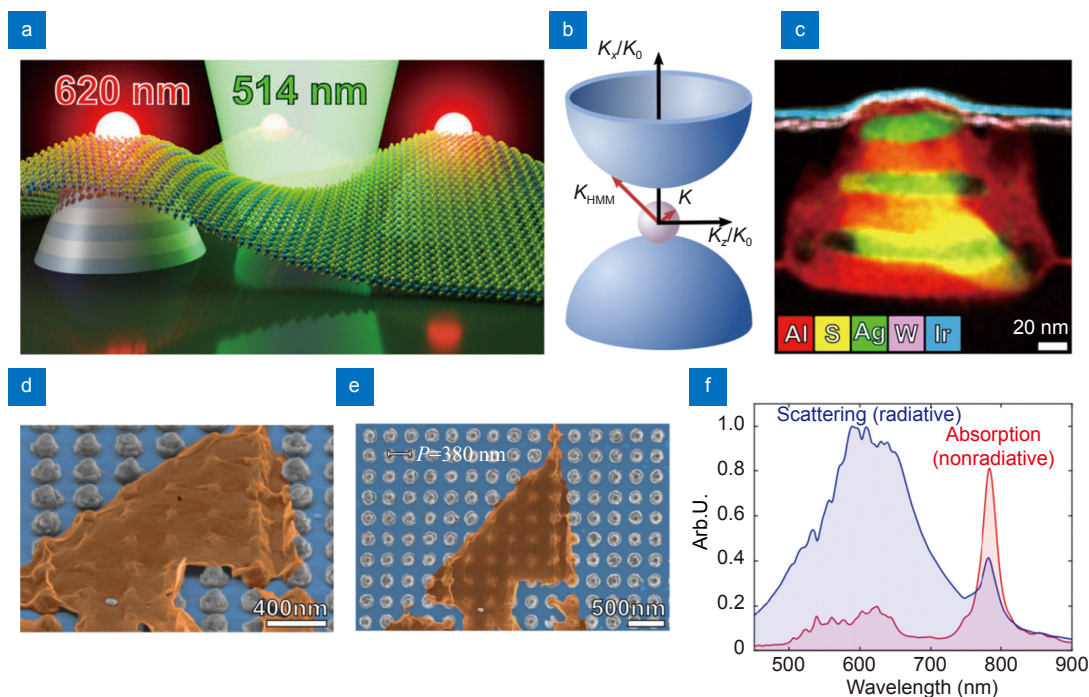 a
620 nm
514 nm
b
Kx/K0
KHMM
K
Kz/K0
c
Al
S
Ag
W
Ir
20 nm
d
400nm
e
P=380 nm
500nm
f
Scattering (radiative)
Absorption
(nonradiative)
Arb.U.
1.0
0.8
0.6
0.4
0.2
0
500
600
700
800
900
Wavelength (nm)